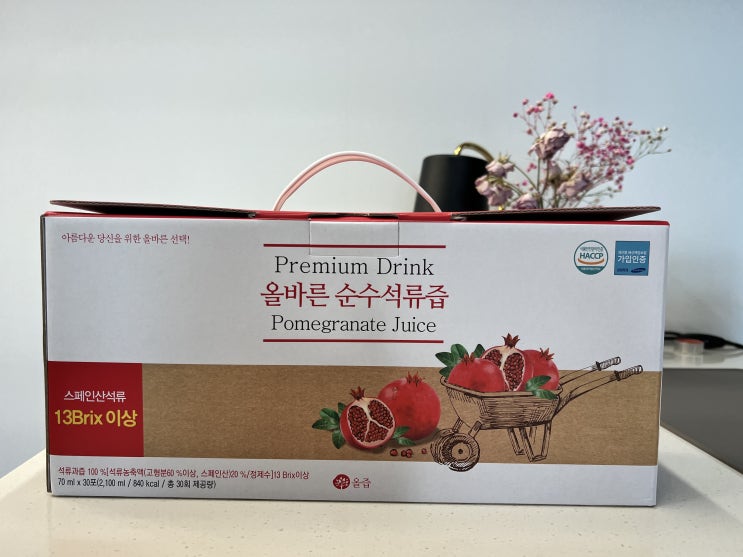 아름다운 당신을 위한 올바른 선택!
Premium Drink
올바른 순수석류즙
Pomegranate Juice
HACCP
가입인증
스페인산석류
13Brix 이상
석류과즙 100 %[석류농축액(고형분60 %이상, 스페인산)20 %/정제수]13 Brix이상
70 ml x 30포(2,100 ml / 840 kcal / 총 30회 제공량)
올즙